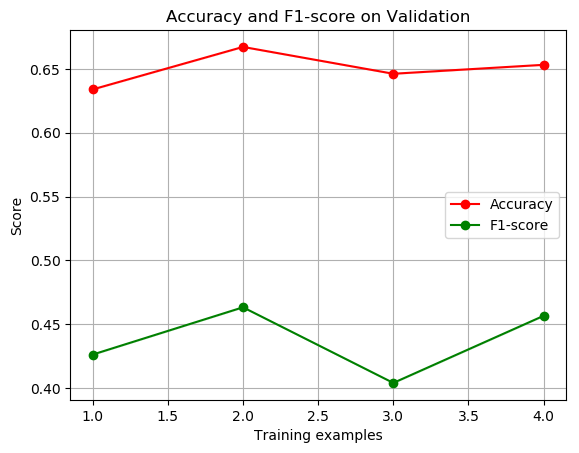 Accuracy and F1-score on Validation
Score
0.65
0.60
0.55
0.50
0.45
0.40
Accuracy
F1-score
1.0 1.5 2.0 2.5 3.0 3.5 4.0
Training examples